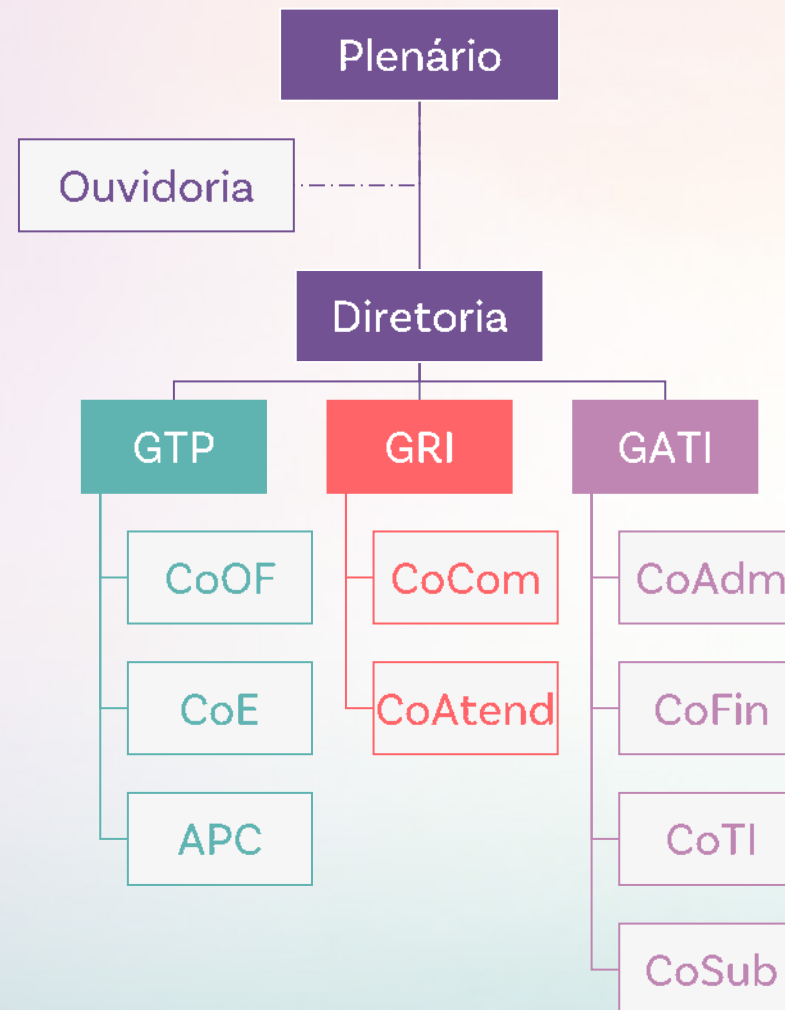 Plenário
Ouvidoria
Diretoria
GTP
CoOF
CoE
APC
GRI
CoCom
CoAtend
GATI
CoAdm
CoFin
CoTI
CoSub